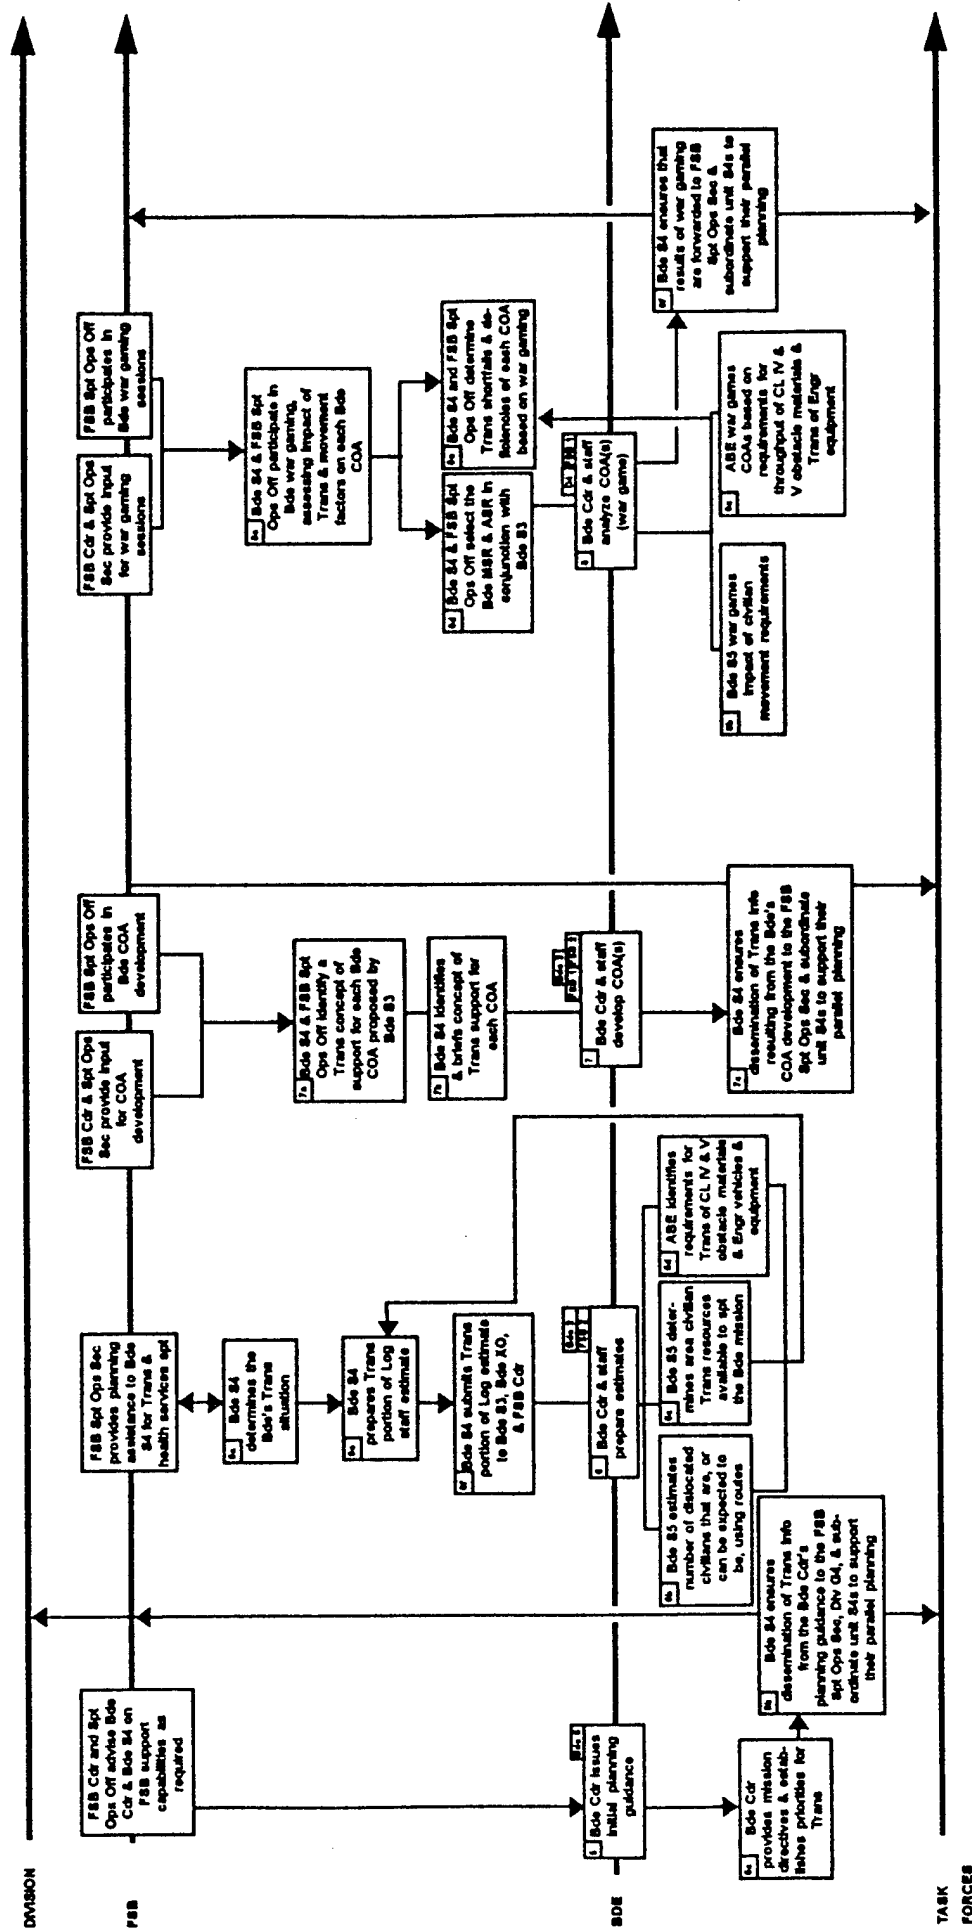 DIVISION
FSB
BDE
TASK
FORCES
FSB Cdr and Spt
Ops Off advise Bde
Cdr & Bde S4 on
FSB support
capabilities as
required
5
Bde Cdr issues
initial planning
guidance
Bde Cdr
provides mission
directives & estab-
lishes priorities for
Trans
Bde S4 ensures
dissemination of Trans info
from the Bde Cdr's
planning guidance to the FSB
Spt Ops Sec, Div G4, & sub-
ordinate unit S4s to support
their parallel planning
FSB Spt Ops Sec
provides planning
assistance to Bde
S4 for Trans &
health services spt
Bde S4
determines the
Bde's Trans
situation
Bde S4
prepares Trans
portion of Log
staff estimate
Bde S4 submits Trans
portion of Log estimate
to Bde S3, Bde XO,
& FSB Cdr
6
Bde Cdr & staff
prepare estimates
6b
Bde S5 estimates
number of dislocated
civilians that are, or
can be expected to
be, using routes
6c
Bde S5 deter-
mines area civilian
Trans resources
available to spt
the Bde mission
6d
ABE identifies
requirements for
Trans of CL IV & V
obstacle materials
& Engr vehicles &
equipment
FSB Cdr & Spt Ops
Sec provide input
for COA
development
FSB Spt Ops Off
participates in
Bde COA
development
7a
Bde S4 & FSB Spt
Ops Off identify a
Trans concept of
support for each Bde
COA proposed by
Bde S3
7b
Bde S4 identifies
& briefs concept of
Trans support for
each COA
7
Bde Cdr & staff
develop COA(s)
7c
Bde S4 ensures
dissemination of Trans info
resulting from the Bde's
COA development to the FSB
Spt Ops Sec & subordinate
unit S4s to support their
parallel planning
FSB Cdr & Spt Ops
Sec provide input
for war gaming
sessions
FSB Spt Ops Off
participates in
Bde war gaming
sessions
Bde S4 & FSB Spt
Ops Off participate in
Bde war gaming,
assessing impact of
Trans & movement
factors on each Bde
COA
Bde S4 & FSB Spt
Ops Off select the
Bde MSR & ASR in
conjunction with
Bde S3
Bde S4 and FSB Spt
Ops Off determine
Trans shortfalls & de-
ficiencies of each COA
based on war gaming
8
Bde Cdr & staff
analyze COA(s)
(war game)
8b
Bde S5 war games
impact of civilian
movement requirements
ABE war games
COAs based on
requirements for
throughput of CL IV &
V obstacle materials &
Trans of Engr
equipment
Bde S4 ensures that
results of war gaming
are forwarded to FSB
Spt Ops Sec &
subordinate unit S4s to
support their parallel
planning